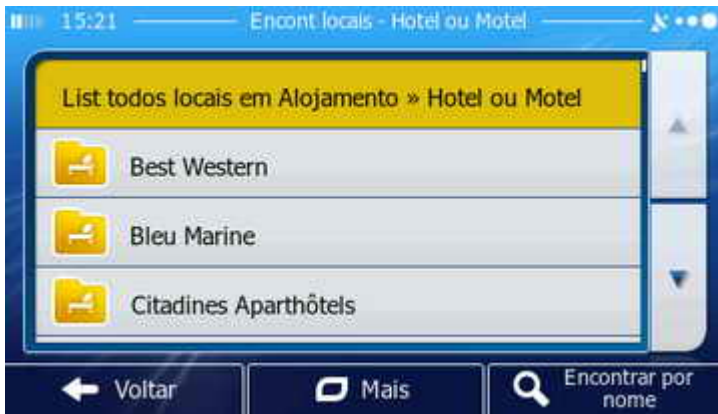 15:21 Encont locais - Hotel ou Motel
List todos locais em Alojamento » Hotel ou Motel
Best Western
Bleu Marine
Citadines Aparthôtels
Voltar
Mais
Encontrar por
nome